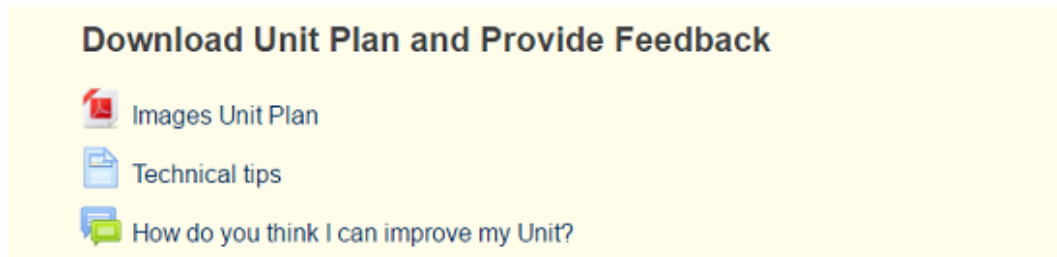 Download Unit Plan and Provide Feedback
Images Unit Plan
Technical tips
How do you think I can improve my Unit?